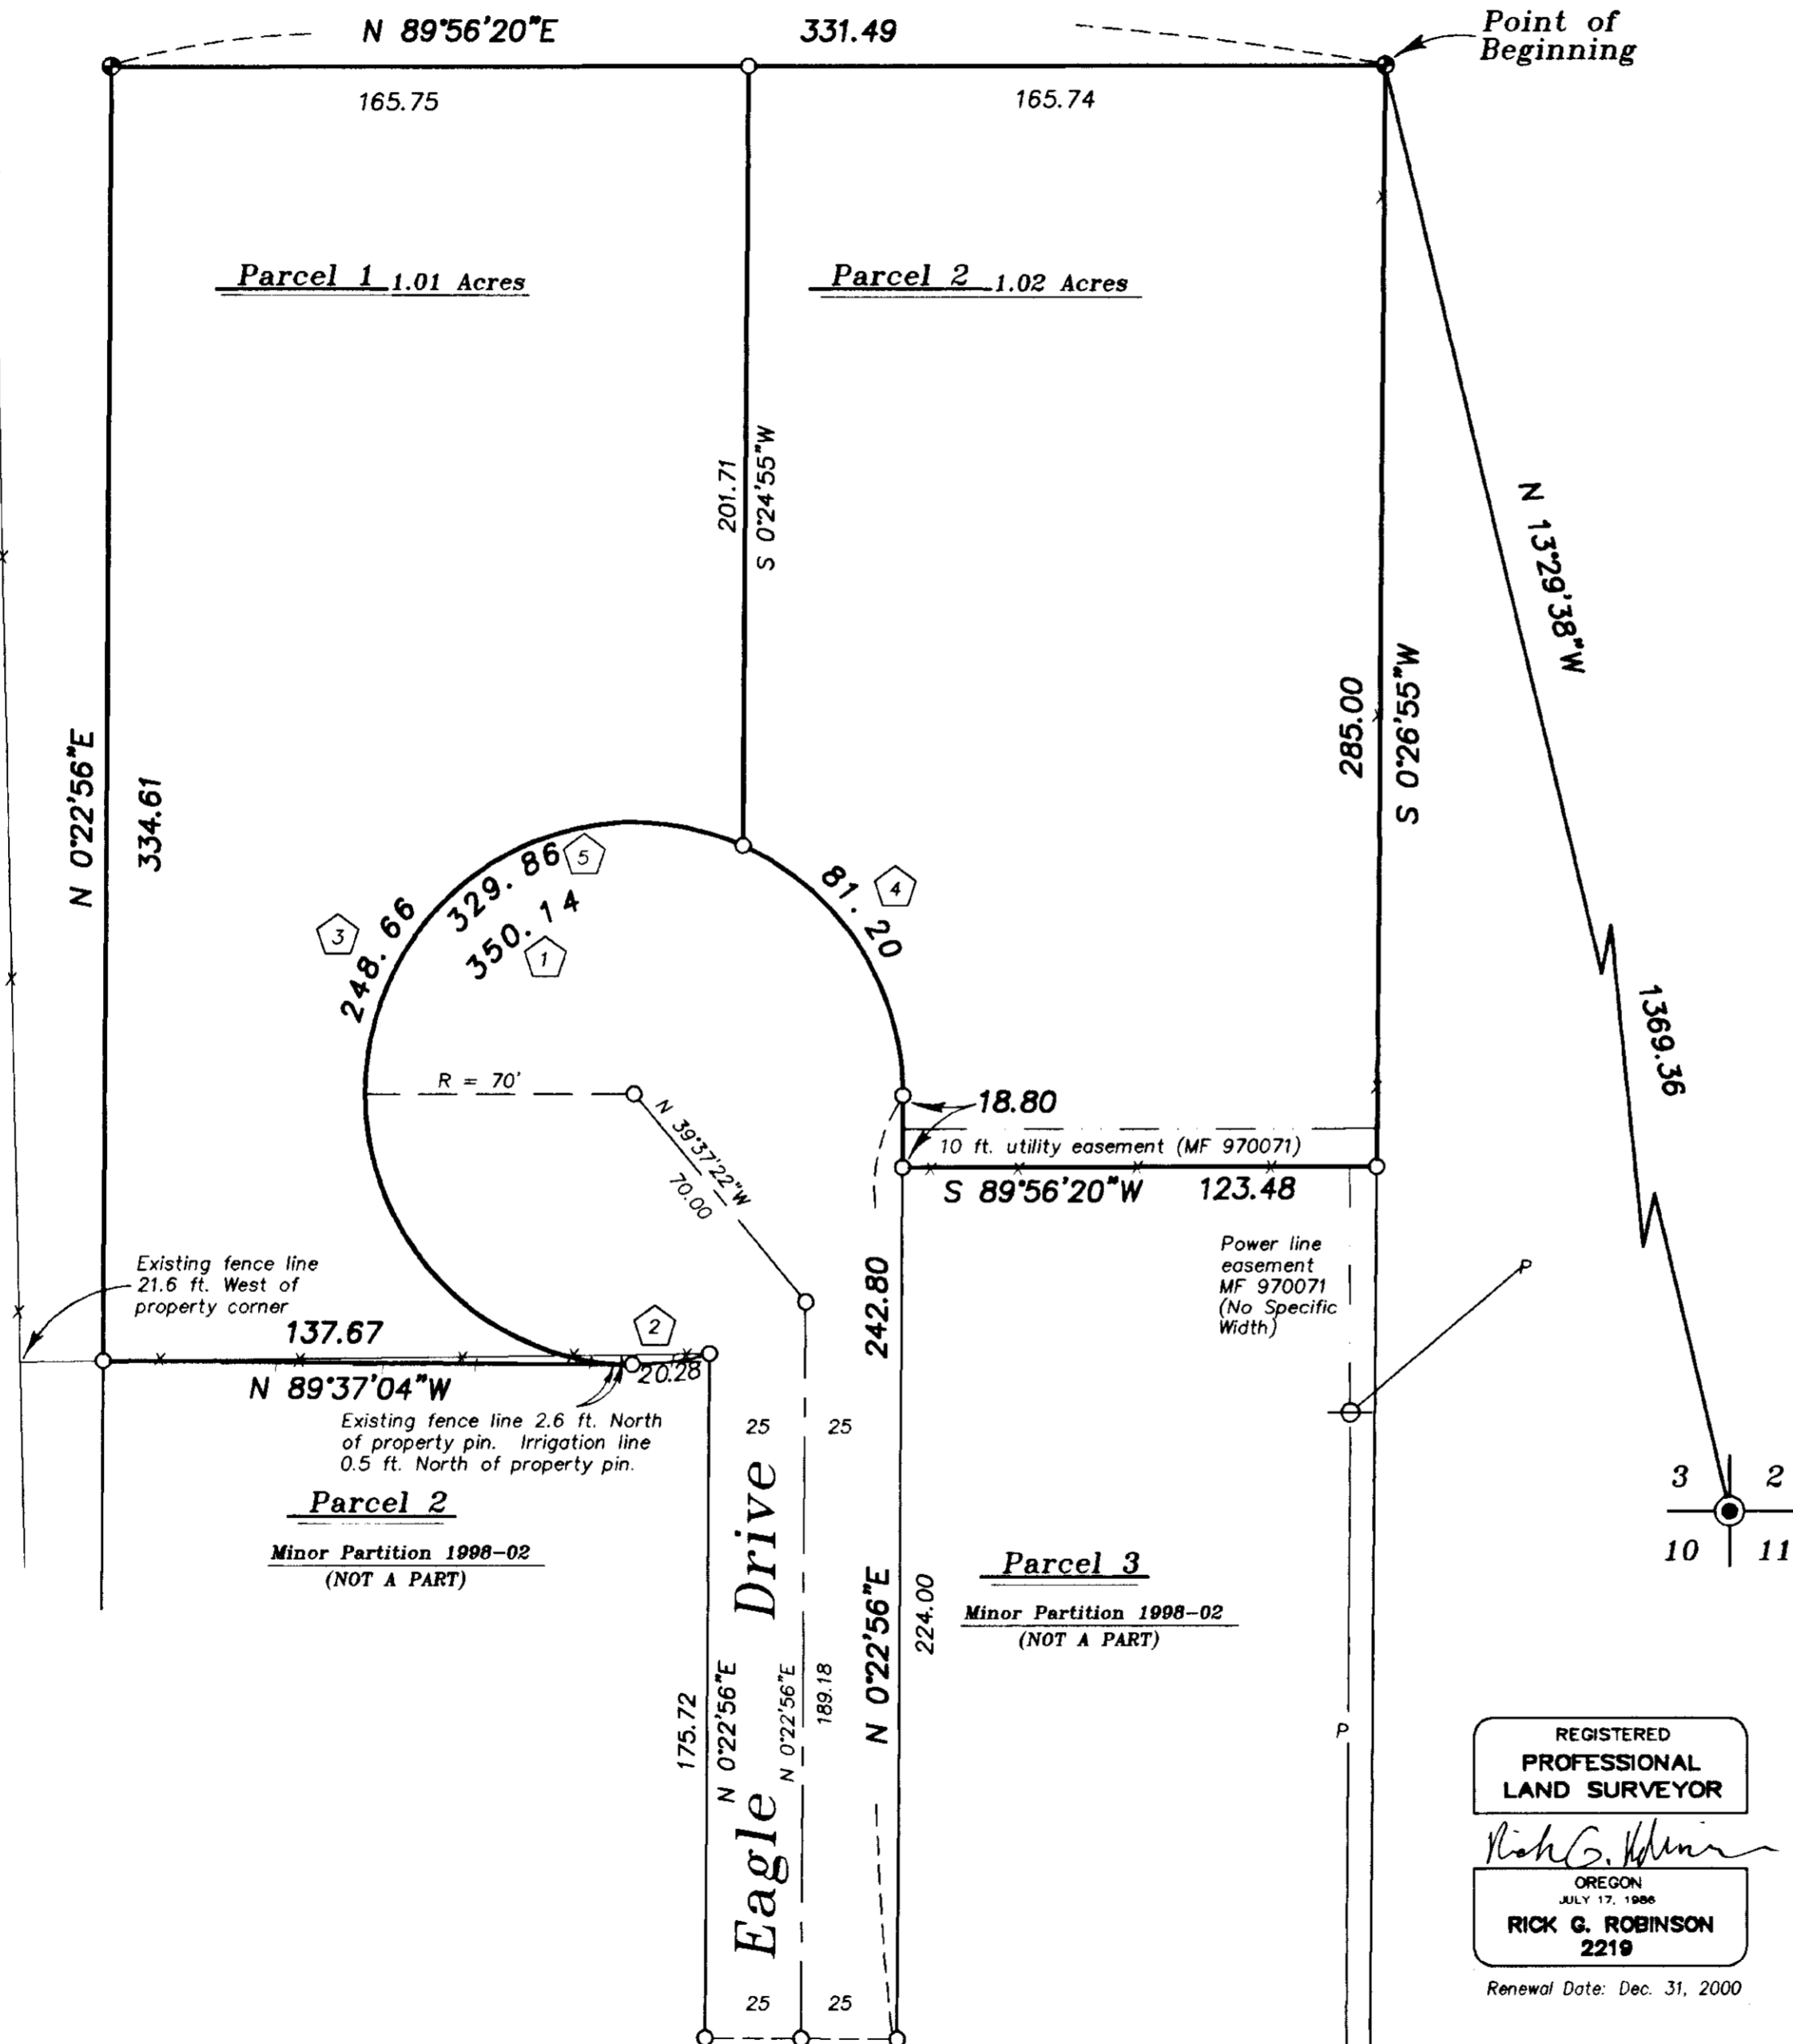 N 89°56'20"E 331.49
Point of
Beginning
165.75
165.74
Parcel 1 1.01 Acres
Parcel 2 1.02 Acres
201.71
S 0°24'55"W
N 13°29'38"W
1369.36
285.00
S 0°26'55"W
N 0°22'56"E
334.61
329.86
5
350.14
1
248.66
3
81.20
4
R = 70'
N 39°37'22"W
70.00
18.80
10 ft. utility easement (MF 970071)
S 89°56'20"W 123.48
Existing fence line
21.6 ft. West of
property corner
137.67
N 89°37'04"W
2
20.28
Existing fence line 2.6 ft. North
of property pin. Irrigation line
0.5 ft. North of property pin.
242.80
Power line
easement
MF 970071
(No Specific
Width)
P
25 25
Parcel 2
Minor Partition 1998-02
(NOT A PART)
Eagle Drive
Parcel 3
Minor Partition 1998-02
(NOT A PART)
3 2
10 11
175.72
N 0°22'56"E
N 0°22'56"E
189.18
N 0°22'56"E
224.00
P
25 25
REGISTERED
PROFESSIONAL
LAND SURVEYOR
Rick G.
OREGON
JULY 17, 1986
RICK G. ROBINSON
2219
Renewal Date: Dec. 31, 2000